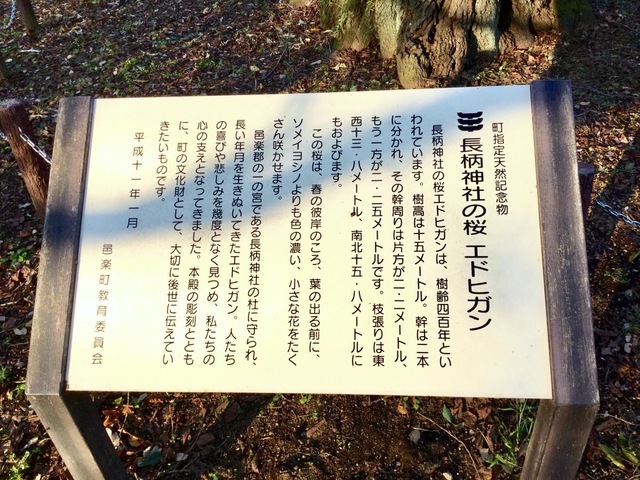 町指定天然記念物
長柄神社の桜 エドヒガン
長柄神社の桜エドヒガンは、樹齢四百年とい
われています。樹高は十五メートル。幹は二本
に分かれ、その幹周りは片方が二・二メートル、
もう一方が二・二五メートルです。枝張りは東
西十三・八メートル、南北十五・八メートルに
もおよびます。
この桜は、春の彼岸のころ、葉の出る前に、
ソメイヨシノよりも色の濃い、小さな花をたく
さん咲かせます。
邑楽郡の一の宮である長柄神社の杜に守られ、
長い年月を生きぬいてきたエドヒガン。人たち
の喜びや悲しみを幾度となく見つめ、私たちの
心の支えとなってきました。本殿の彫刻ととも
に、町の文化財として、大切に後世に伝えてい
きたいものです。
平成十一年一月
邑楽町教育委員会